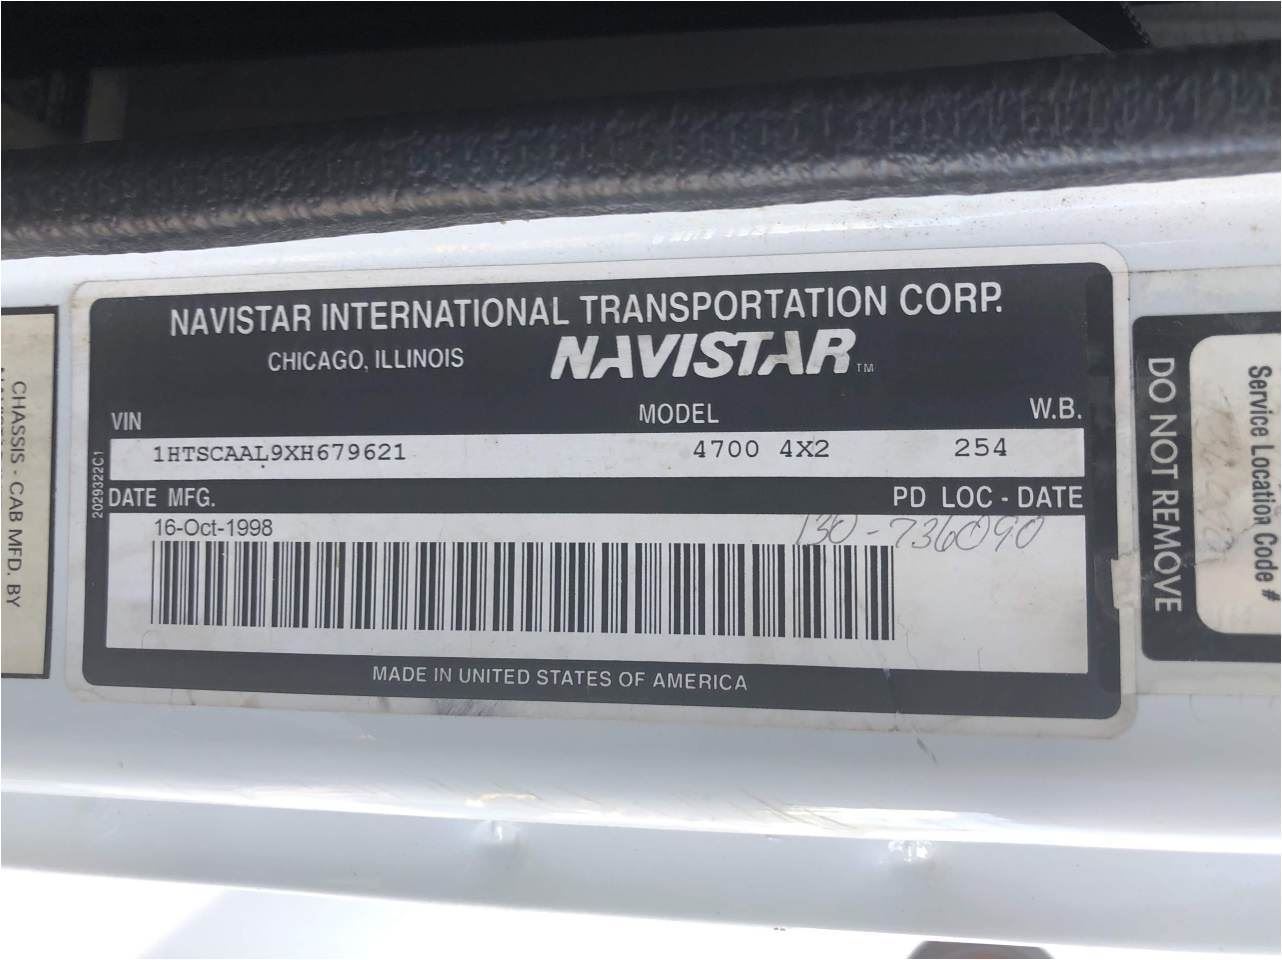 NAVISTAR INTERNATIONAL TRANSPORTATION CORP.
CHICAGO, ILLINOIS
NAVISTAR™
VIN MODEL W.B.
1HTSCAAL9XH679621 4700 4X2 254
DATE MFG. PD LOC - DATE
16-Oct-1998 130-736090
MADE IN UNITED STATES OF AMERICA
2029322C1
CHASSIS - CAB MFD. BY
DO NOT REMOVE
Service Location Code #